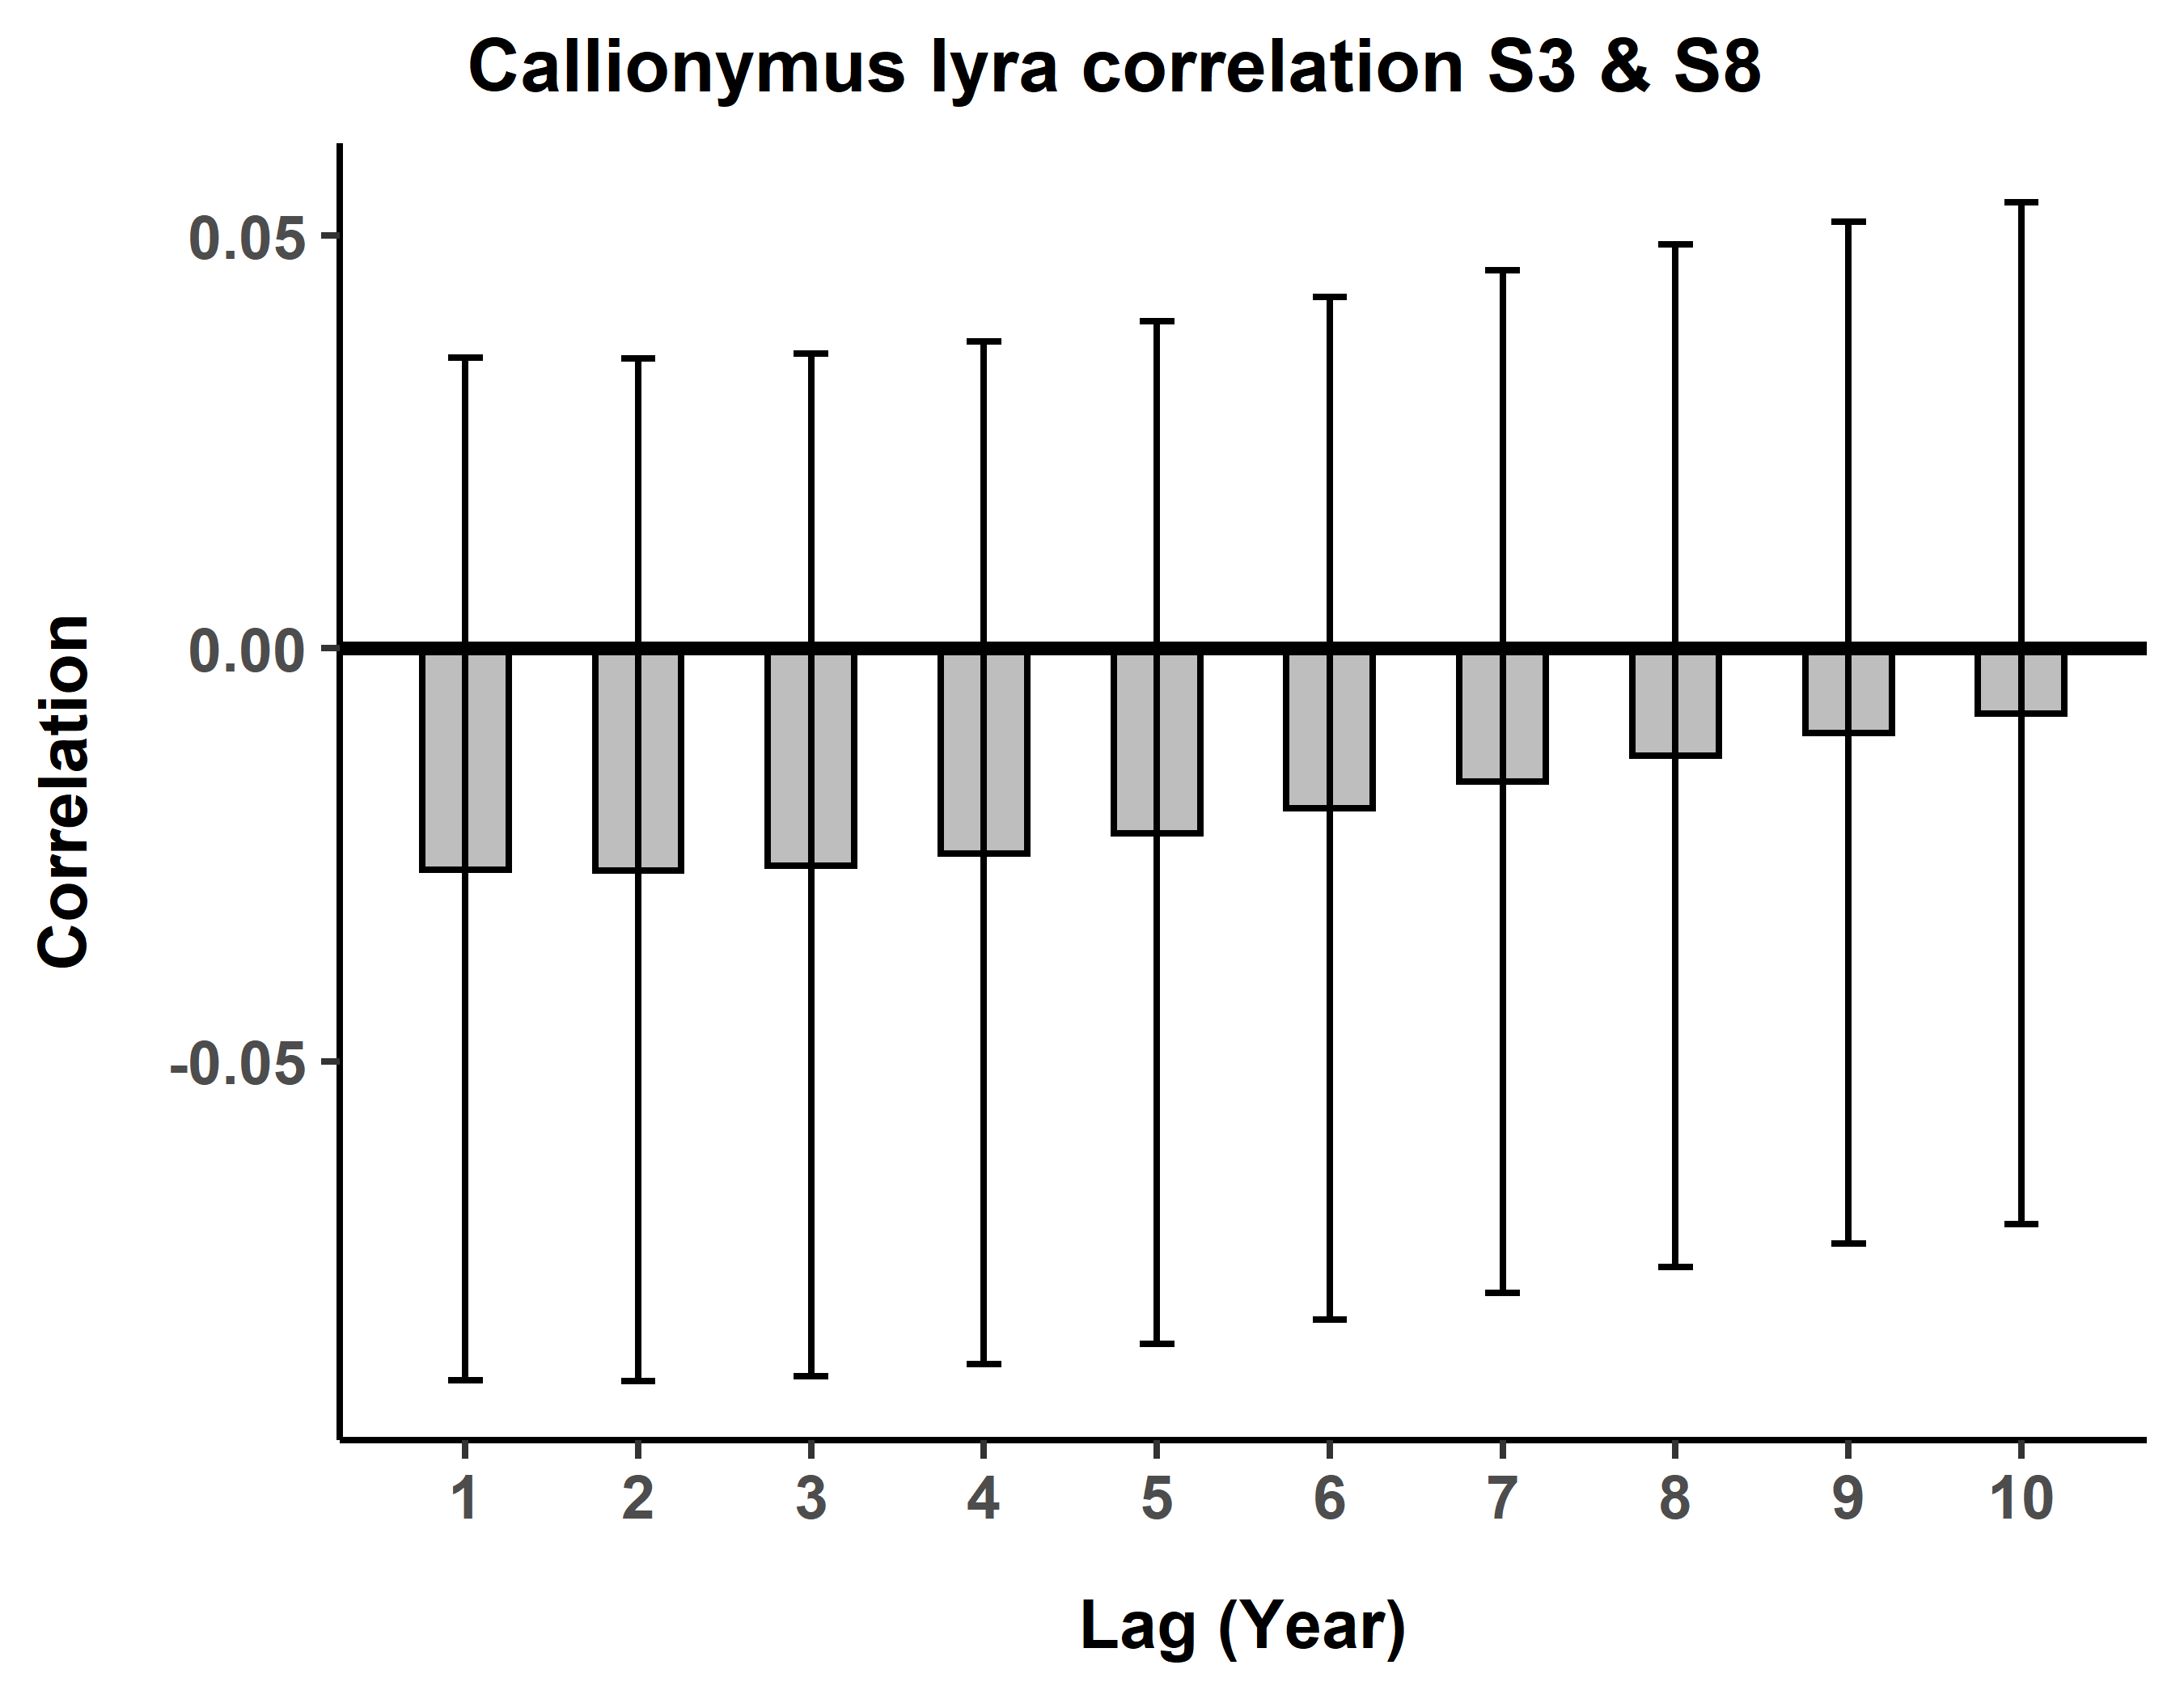 Callionymus lyra correlation S3 & S8
Correlation
0.05
0.00
-0.05
1 2 3 4 5 6 7 8 9 10
Lag (Year)